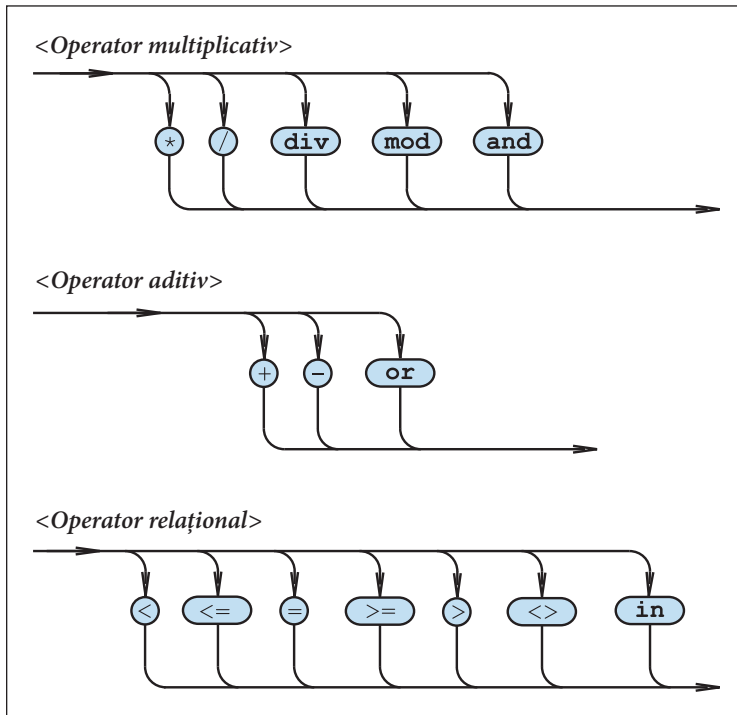 <Operator multiplicativ>
* / div mod and
<Operator aditiv>
+ - or
<Operator relațional>
< <= = >= > <> in